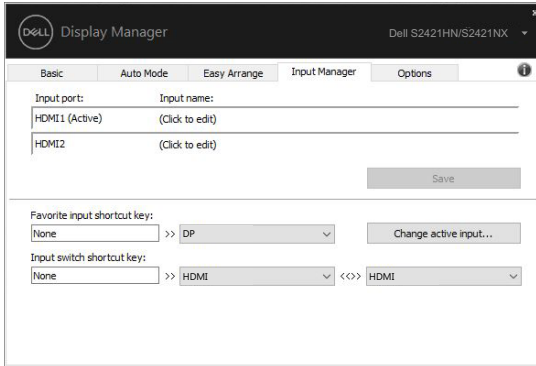 DELL Display Manager Dell S2421HN/S2421NX
Basic Auto Mode Easy Arrange Input Manager Options
Input port: Input name:
HDMI1 (Active) (Click to edit)
HDMI2 (Click to edit)
Save
Favorite input shortcut key:
None >> DP Change active input...
Input switch shortcut key:
None >> HDMI <<>> HDMI